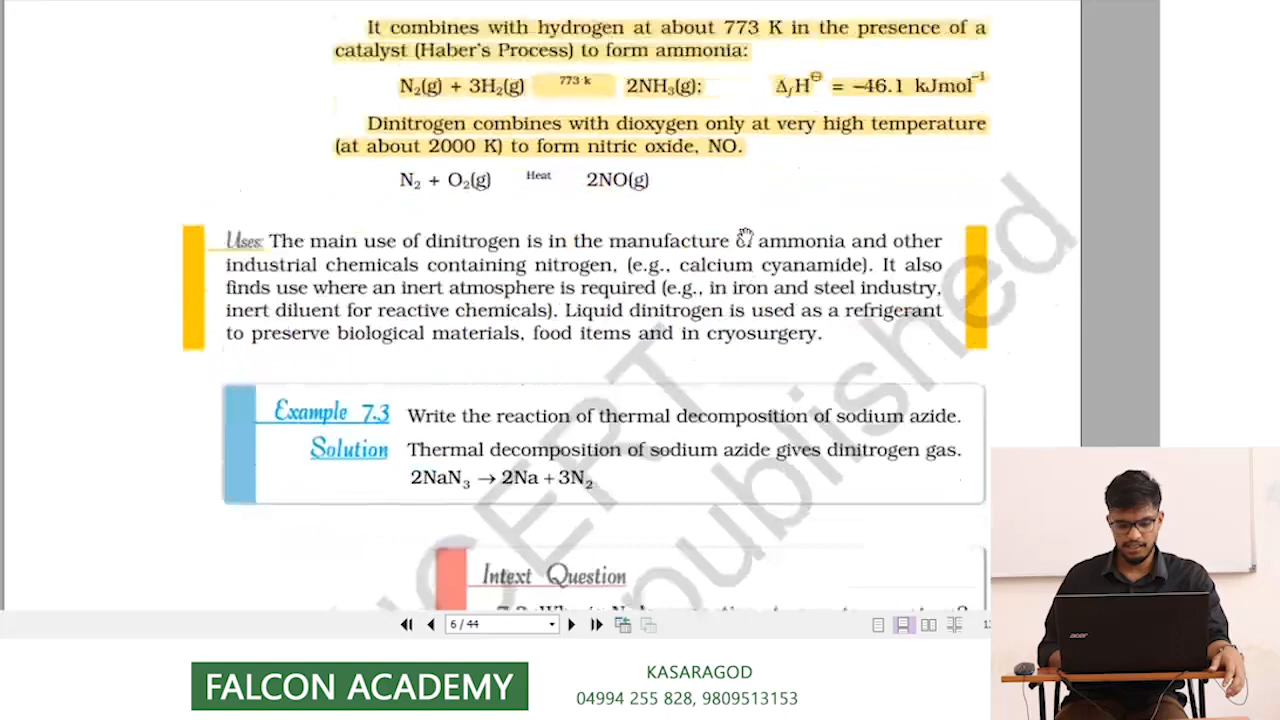 It combines with hydrogen at about 773 K in the presence of a
catalyst (Haber's Process) to form ammonia:
N₂(g) + 3H₂(g) 773 k 2NH₃(g); Δ_fH⊖ = –46.1 kJmol⁻¹
Dinitrogen combines with dioxygen only at very high temperature
(at about 2000 K) to form nitric oxide, NO.
N₂ + O₂(g) Heat 2NO(g)
Uses: The main use of dinitrogen is in the manufacture ammonia and other
industrial chemicals containing nitrogen, (e.g., calcium cyanamide). It also
finds use where an inert atmosphere is required (e.g., in iron and steel industry,
inert diluent for reactive chemicals). Liquid dinitrogen is used as a refrigerant
to preserve biological materials, food items and in cryosurgery.
Example 7.3 Write the reaction of thermal decomposition of sodium azide.
Solution Thermal decomposition of sodium azide gives dinitrogen gas.
2NaN₃ → 2Na + 3N₂
Intext Question
6 / 44
NCERT
published
acer
FALCON ACADEMY
KASARAGOD
04994 255 828, 9809513153